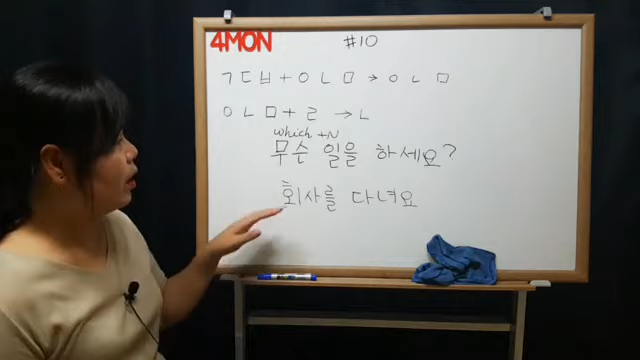 4MON #10
ㄱㄷㅂ+ㅇㄴㅁ→ㅇㄴㅁ
ㅇㄴㅁ+ㄹ→ㄴ
which +N
무슨 일을 하세요?
회사를 다녀요